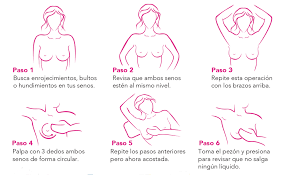 Paso 1
Busca enrojecimientos, bultos
o hundimientos en tus senos.
Paso 2
Revisa que ambos senos
estén al mismo nivel.
Paso 3
Repite esta operación
con los brazos arriba.
Paso 4
Palpa con 3 dedos ambos
senos de forma circular.
Paso 5
Repite los pasos anteriores
pero ahora acostada.
Paso 6
Toma el pezón y presiona
para revisar que no salga
ningún líquido.